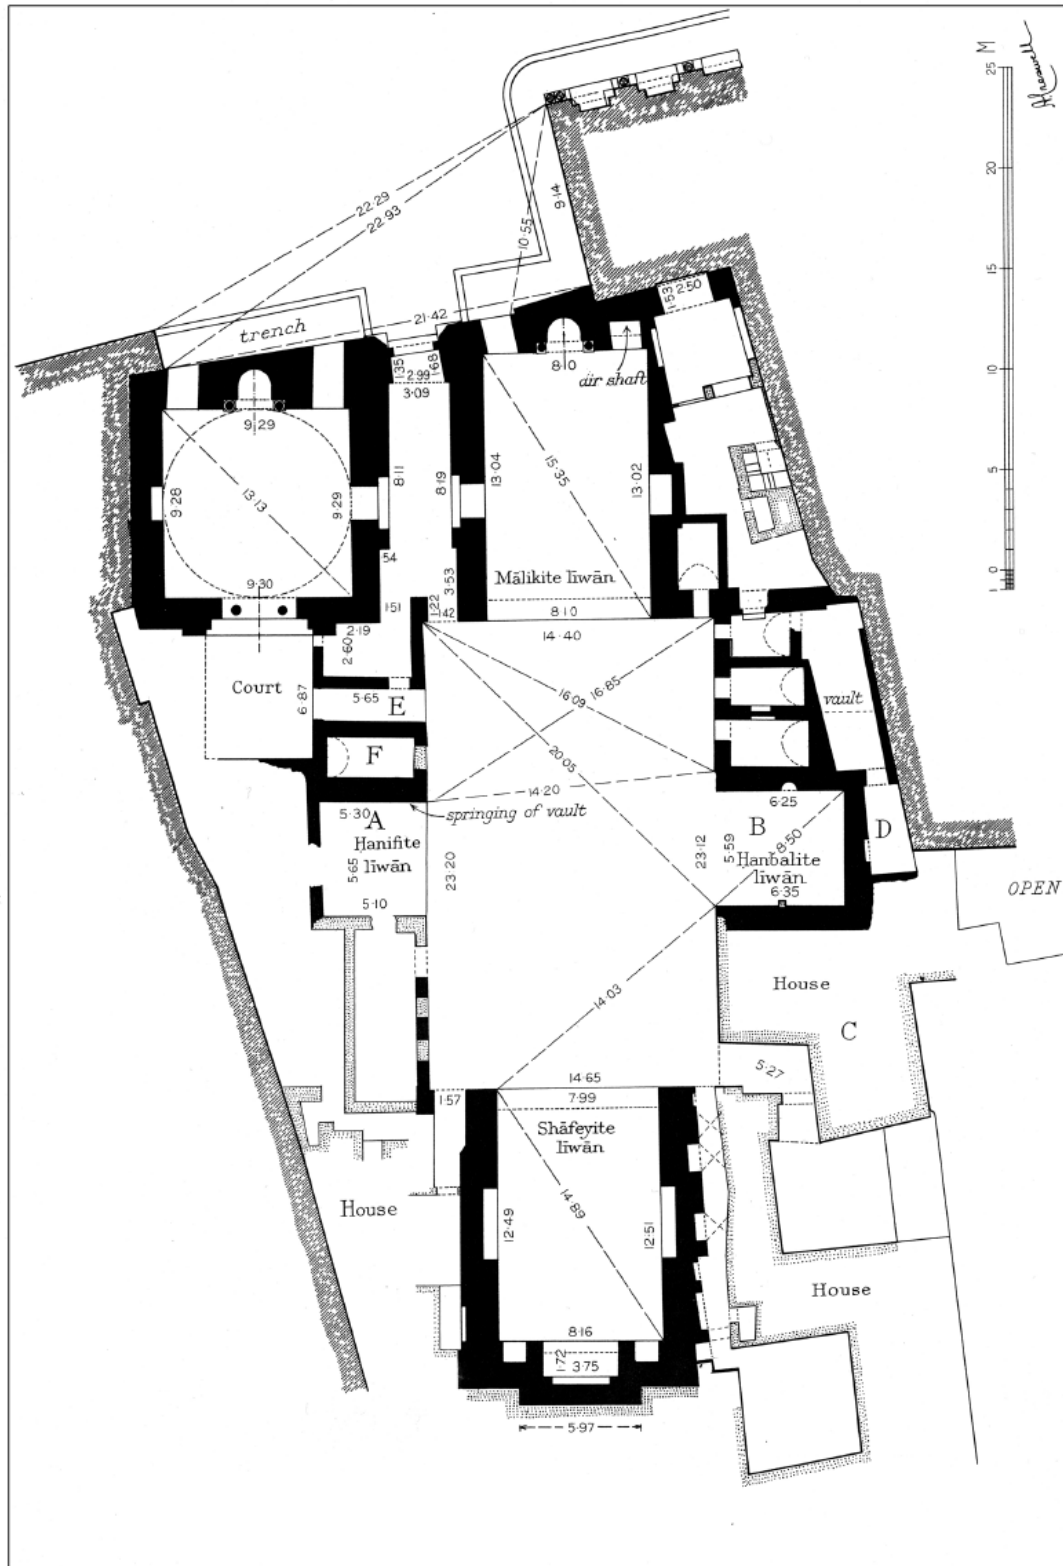 M
25
20
15
10
5
0
1
KACreswell
22·29
22·93
9·14
10·55
trench
21·42
1·53
2·50
1·35
1·68
2·99
3·09
8·10
air shaft
9·29
9·28
13·13
9·29
9·30
8·11
8·19
13·04
15·35
13·02
·54
3·53
1·51
1·22
·42
Mālikite līwān
8·10
14·40
2·19
2·60
Court
6·87
5·65
E
16·09
16·85
vault
F
20·05
14·20
springing of vault
5·30
A
Ḥanifite
līwān
5·65
5·10
23·20
23·12
6·25
B
5·59
8·50
Ḥanbalite
līwān
6·35
D
OPEN
House
C
14·03
5·27
14·65
7·99
1·57
Shāfeyite
līwān
14·89
12·49
12·51
House
House
8·16
1·72
3·75
5·97